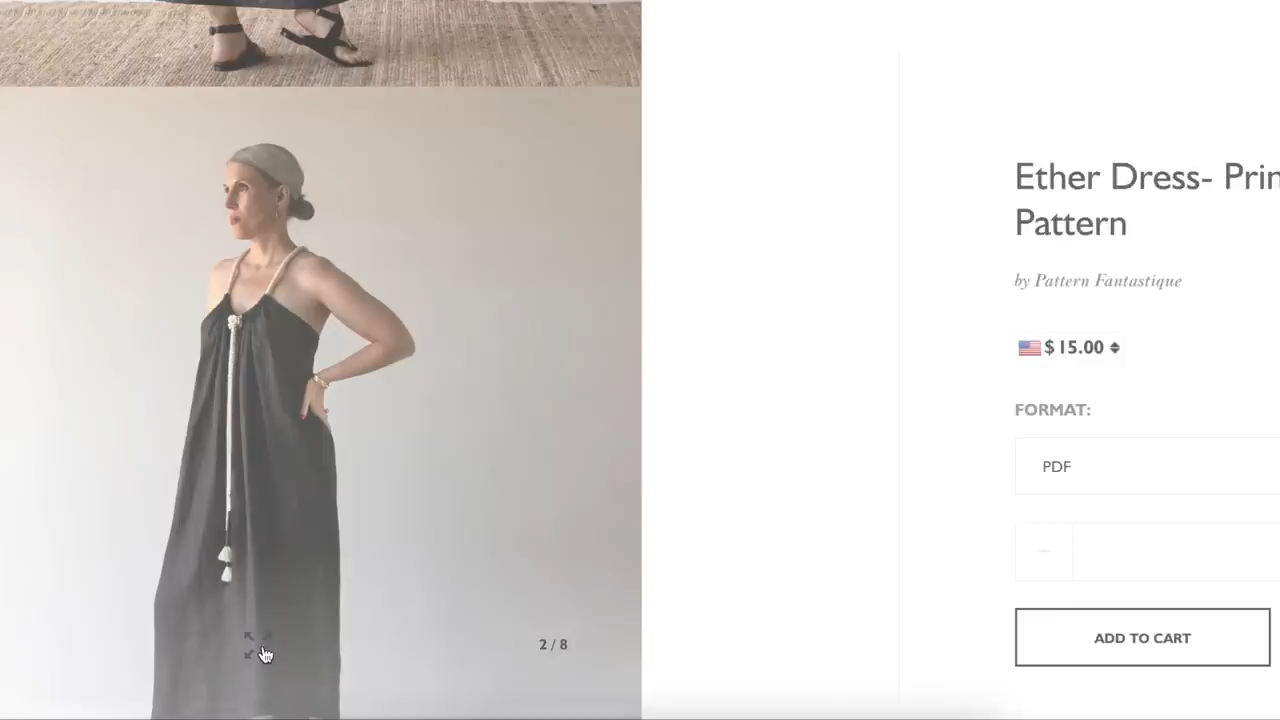 Ether Dress- Prin
Pattern
by Pattern Fantastique
$ 15.00
FORMAT:
PDF
2 / 8
ADD TO CART